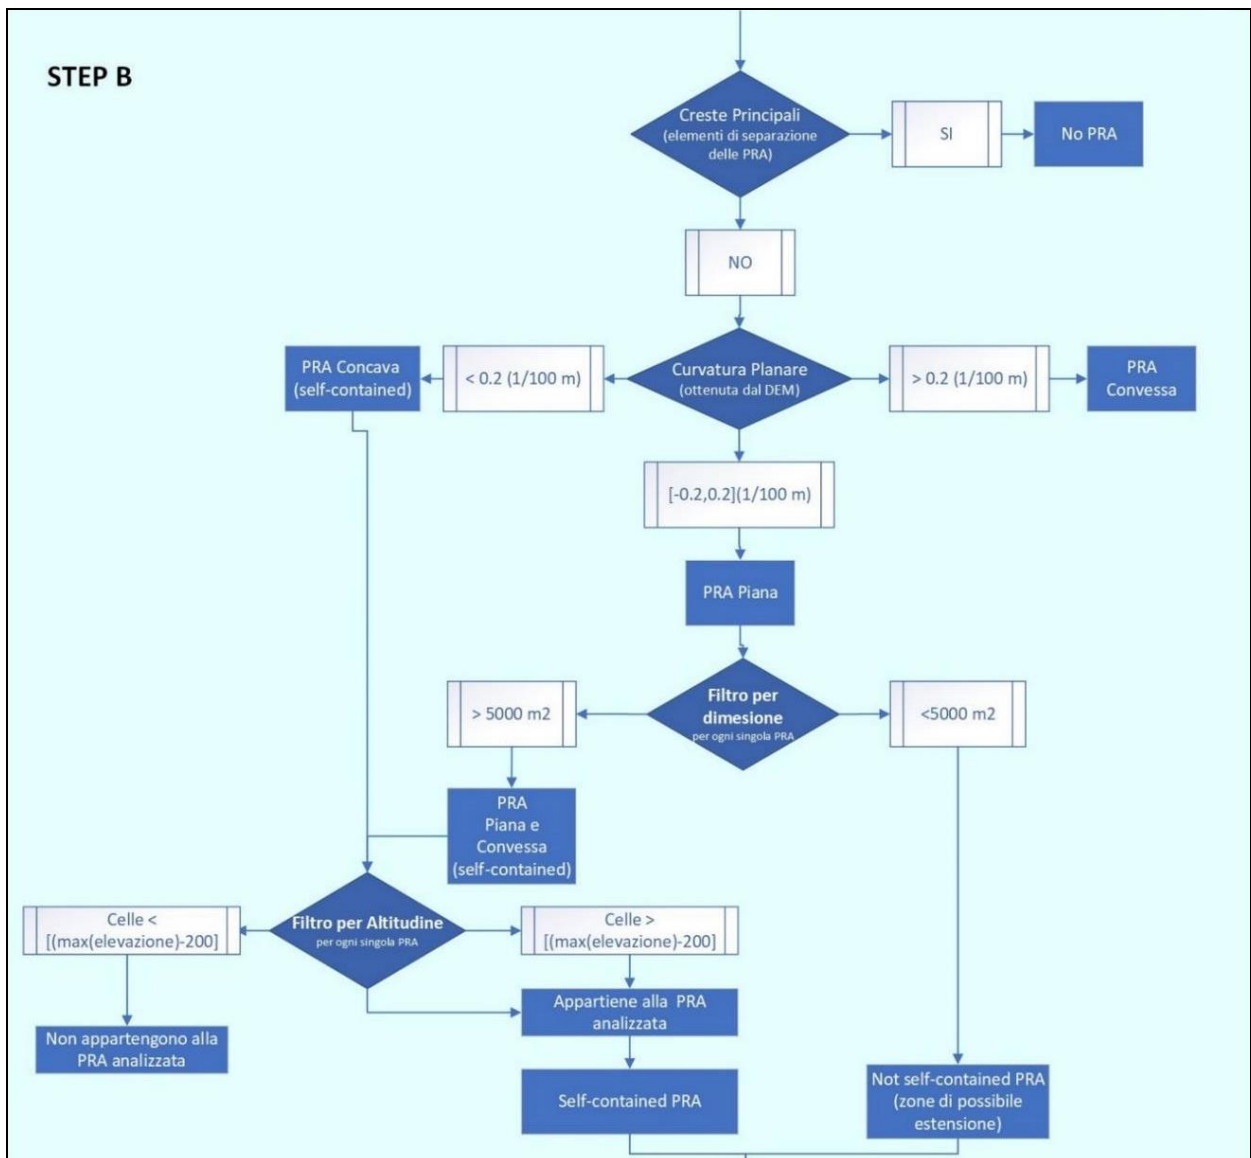 STEP B
Creste Principali
(elementi di separazione
delle PRA)
SI
No PRA
NO
PRA Concava
(self-contained)
< 0.2 (1/100 m)
Curvatura Planare
(ottenuta dal DEM)
> 0.2 (1/100 m)
PRA
Convessa
[-0.2,0.2](1/100 m)
PRA Piana
Filtro per
dimesione
per ogni singola PRA
> 5000 m2
<5000 m2
PRA
Piana e
Convessa
(self-contained)
Filtro per Altitudine
per ogni singola PRA
Celle <
[(max(elevazione)-200]
Celle >
[(max(elevazione)-200]
Appartiene alla PRA
analizzata
Non appartengono alla
PRA analizzata
Self-contained PRA
Not self-contained PRA
(zone di possibile
estensione)